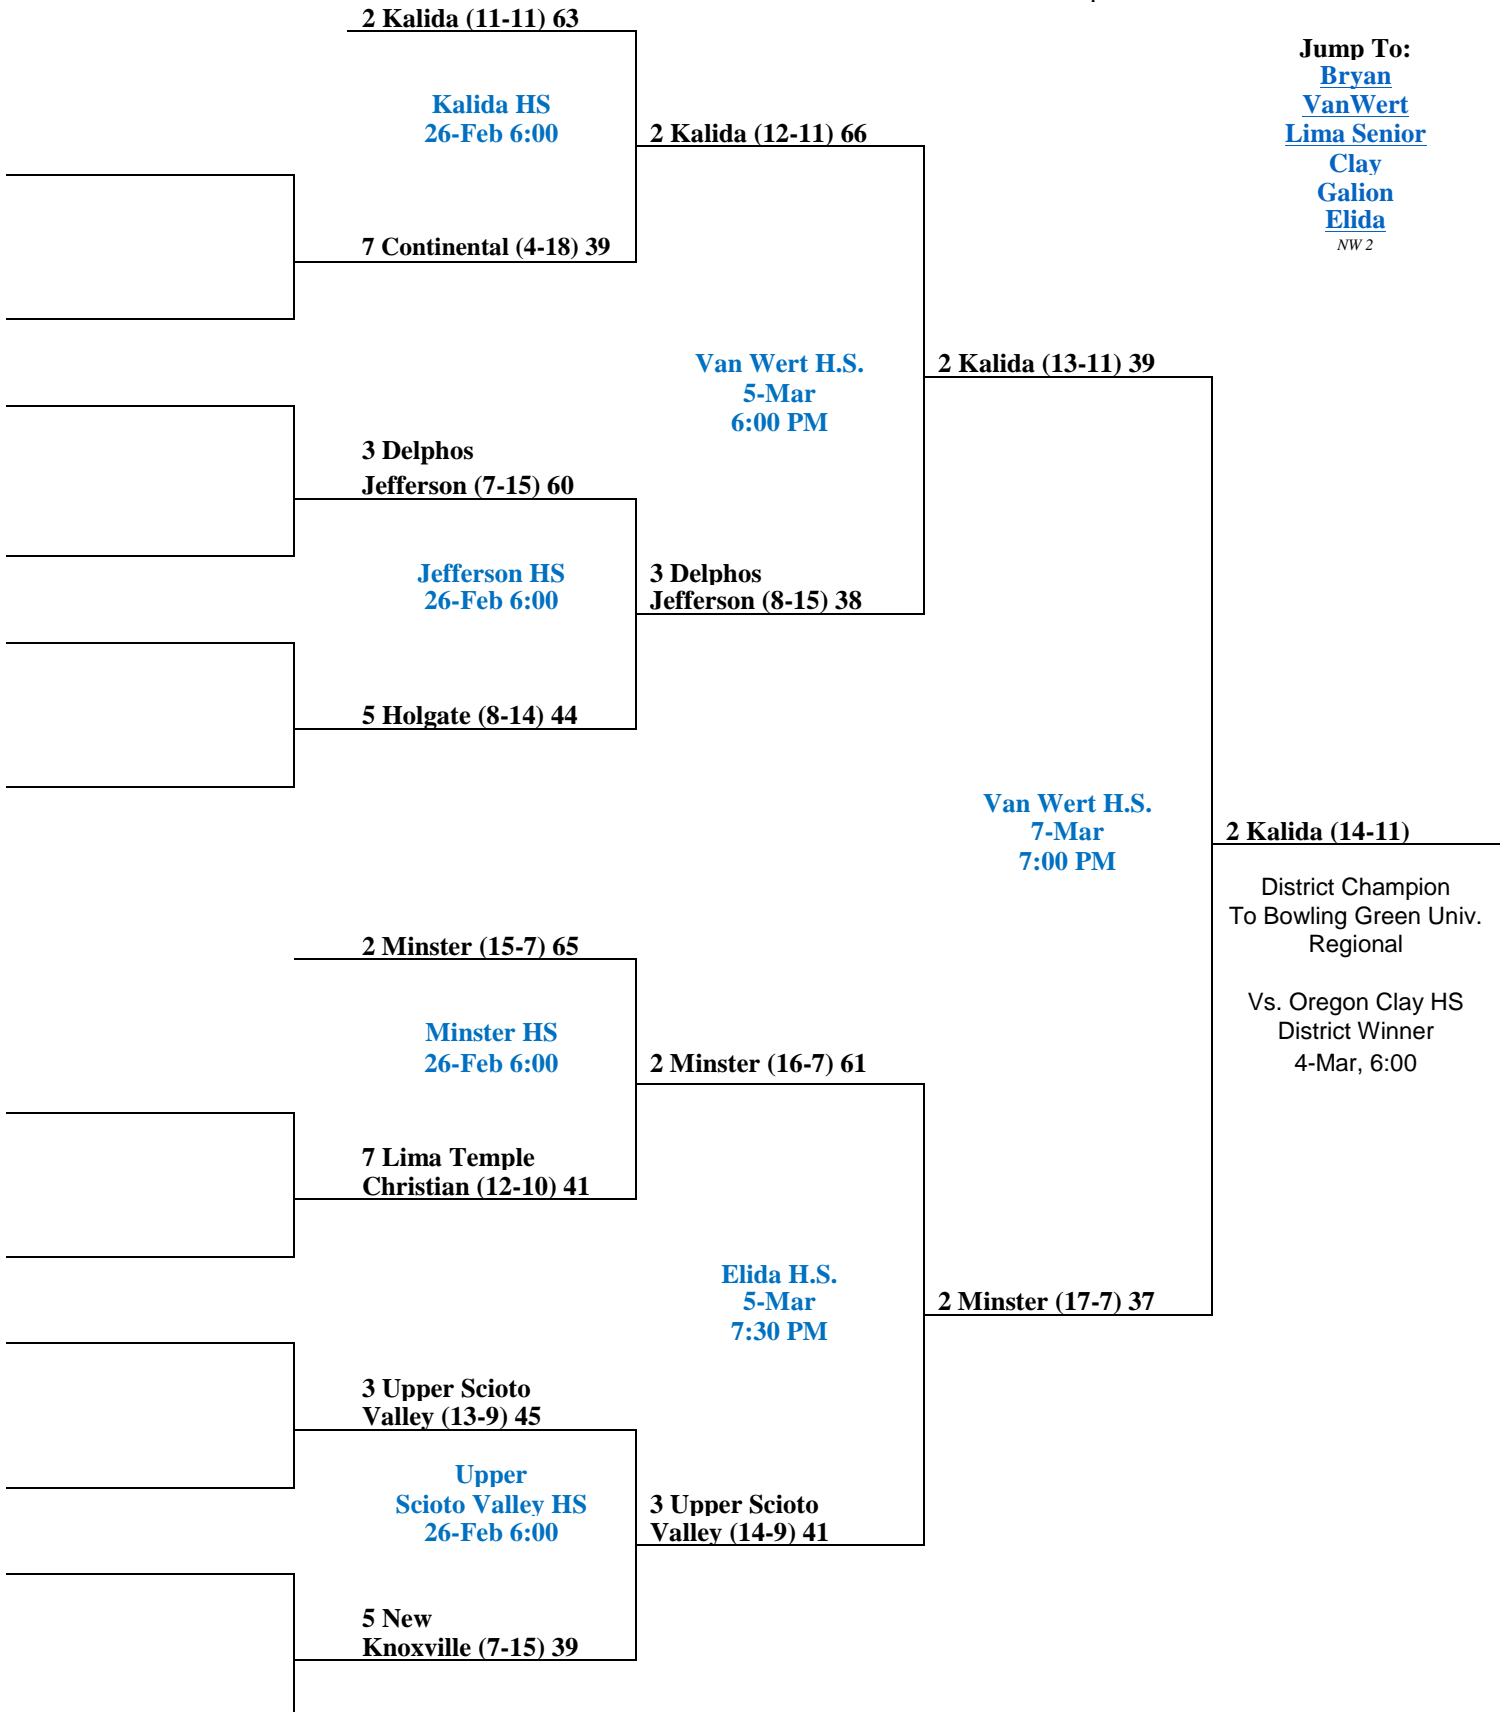 2 Kalida (11-11) 63
Jump To:
Bryan
VanWert
Lima Senior
Clay
Galion
Elida
NW 2
Kalida HS
26-Feb 6:00
2 Kalida (12-11) 66
7 Continental (4-18) 39
Van Wert H.S.
5-Mar
6:00 PM
2 Kalida (13-11) 39
3 Delphos
Jefferson (7-15) 60
Jefferson HS
26-Feb 6:00
3 Delphos
Jefferson (8-15) 38
5 Holgate (8-14) 44
Van Wert H.S.
7-Mar
7:00 PM
2 Kalida (14-11)
District Champion
To Bowling Green Univ.
Regional
Vs. Oregon Clay HS
District Winner
4-Mar, 6:00
2 Minster (15-7) 65
Minster HS
26-Feb 6:00
2 Minster (16-7) 61
7 Lima Temple
Christian (12-10) 41
Elida H.S.
5-Mar
7:30 PM
2 Minster (17-7) 37
3 Upper Scioto
Valley (13-9) 45
Upper
Scioto Valley HS
26-Feb 6:00
3 Upper Scioto
Valley (14-9) 41
5 New
Knoxville (7-15) 39